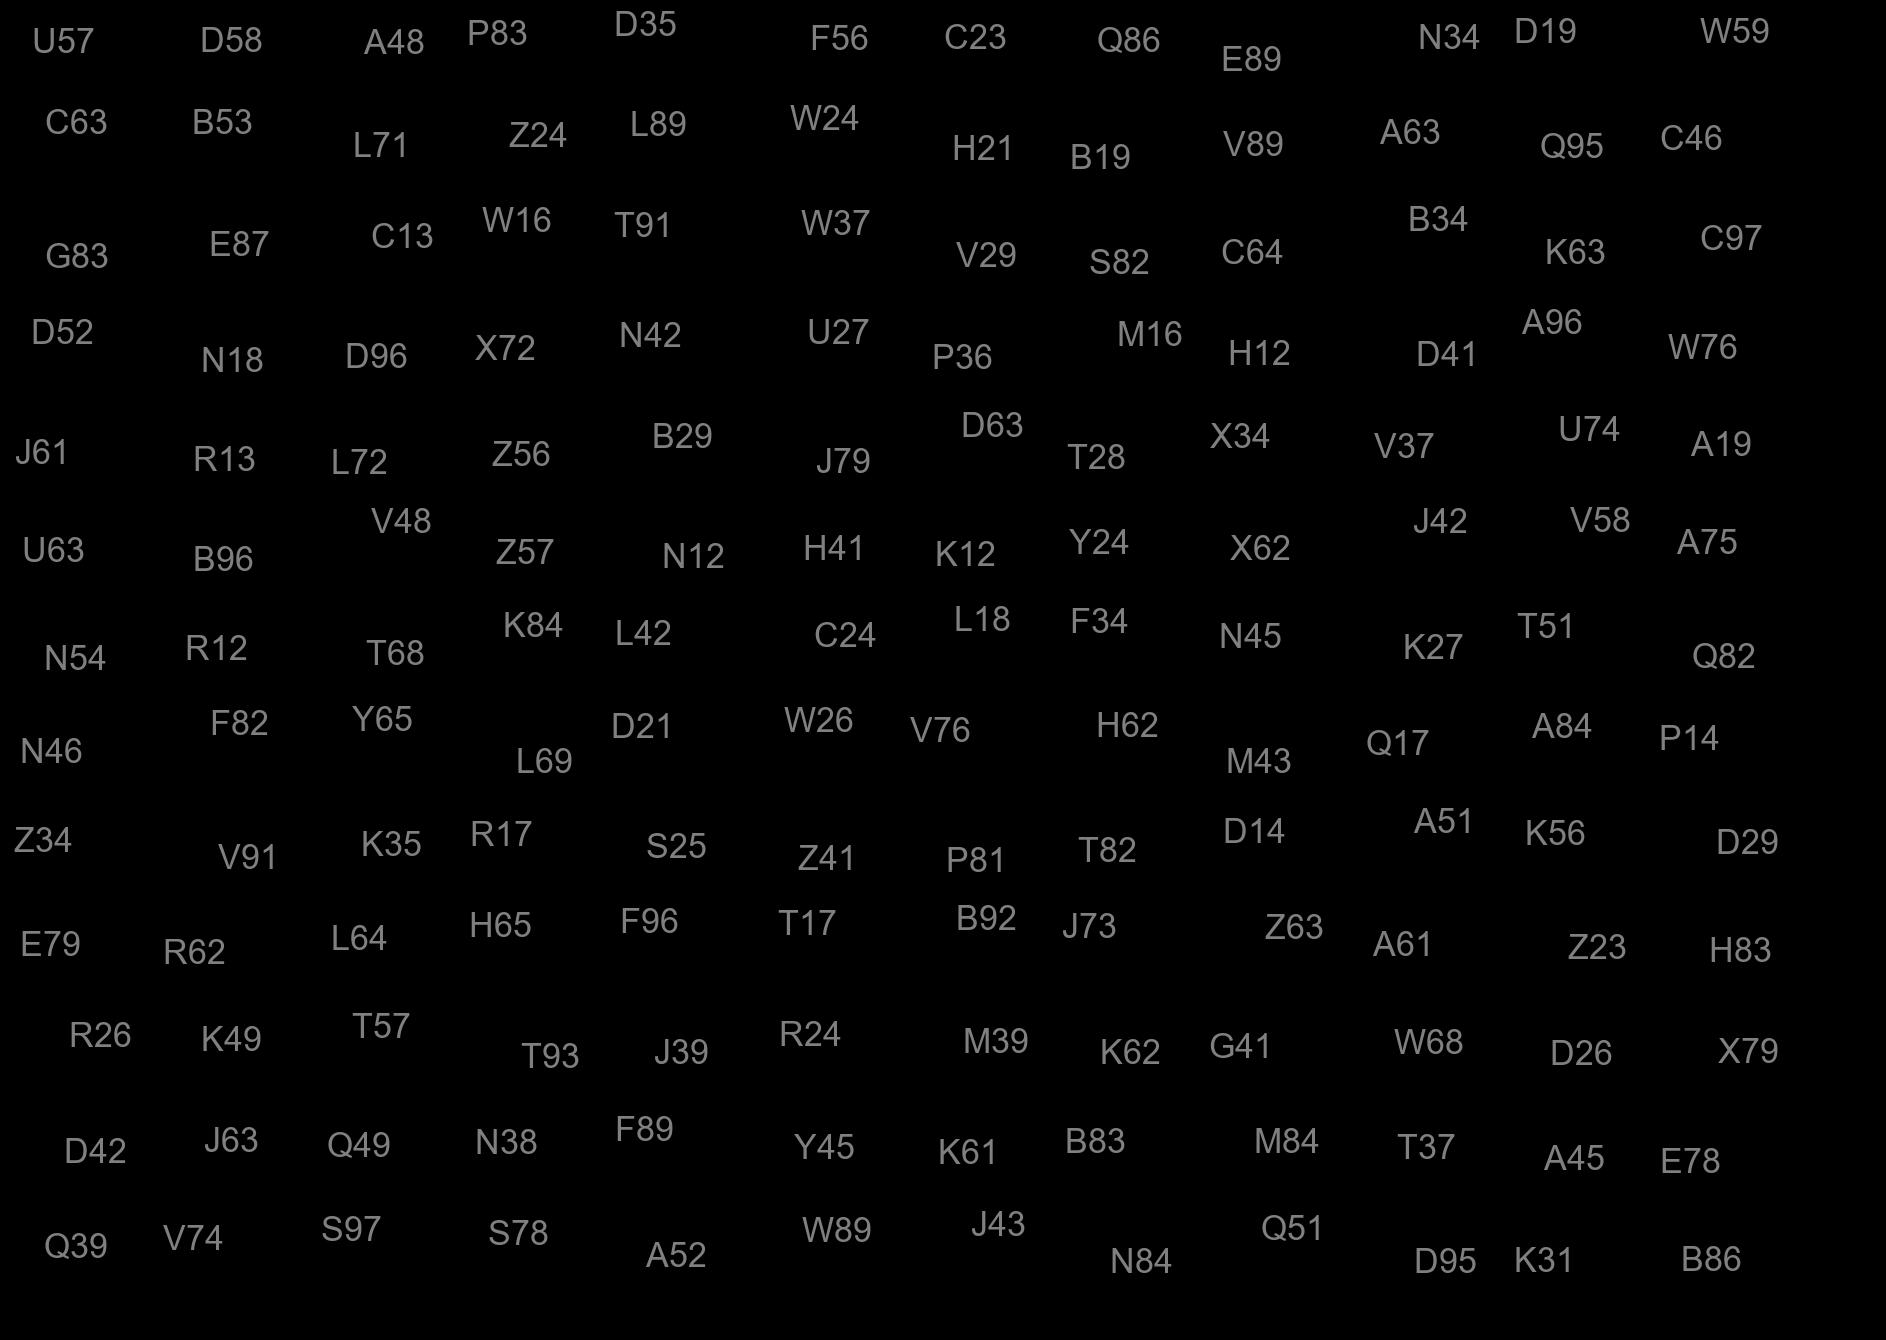 U57 D58 A48 P83 D35 F56 C23 Q86 E89 N34 D19 W59
C63 B53 L71 Z24 L89 W24 H21 B19 V89 A63 Q95 C46
G83 E87 C13 W16 T91 W37 V29 S82 C64 B34 K63 C97
D52 N18 D96 X72 N42 U27 P36 M16 H12 D41 A96 W76
J61 R13 L72 Z56 B29 J79 D63 T28 X34 V37 U74 A19
U63 B96 V48 Z57 N12 H41 K12 Y24 X62 J42 V58 A75
N54 R12 T68 K84 L42 C24 L18 F34 N45 K27 T51 Q82
N46 F82 Y65 L69 D21 W26 V76 H62 M43 Q17 A84 P14
Z34 V91 K35 R17 S25 Z41 P81 T82 D14 A51 K56 D29
E79 R62 L64 H65 F96 T17 B92 J73 Z63 A61 Z23 H83
R26 K49 T57 T93 J39 R24 M39 K62 G41 W68 D26 X79
D42 J63 Q49 N38 F89 Y45 K61 B83 M84 T37 A45 E78
Q39 V74 S97 S78 A52 W89 J43 N84 Q51 D95 K31 B86